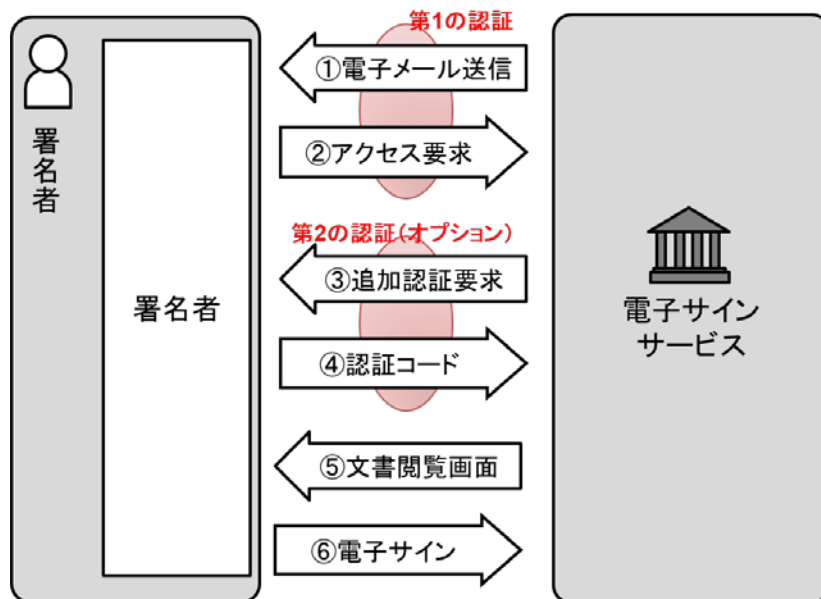 第1の認証
①電子メール送信
②アクセス要求
署名者
第2の認証(オプション)
③追加認証要求
署名者
電子サイン
サービス
④認証コード
⑤文書閲覧画面
⑥電子サイン